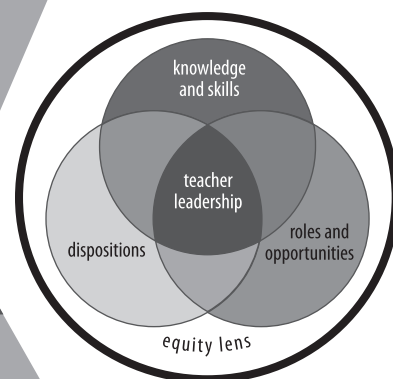 knowledge
and skills
teacher
leadership
dispositions
roles and
opportunities
equity lens